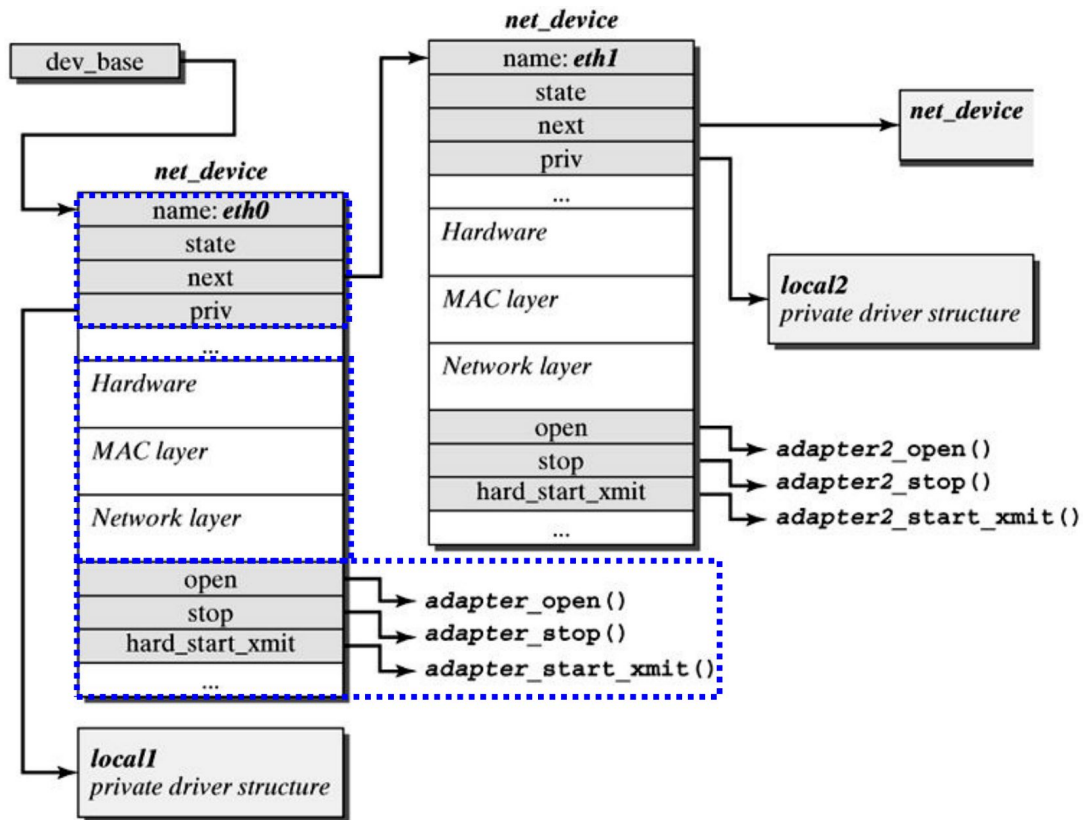 dev_base
net_device
name: eth0
state
next
priv
...
Hardware
MAC layer
Network layer
open
stop
hard_start_xmit
...
adapter_open()
adapter_stop()
adapter_start_xmit()
local1
private driver structure
net_device
name: eth1
state
next
priv
...
Hardware
MAC layer
Network layer
open
stop
hard_start_xmit
...
adapter2_open()
adapter2_stop()
adapter2_start_xmit()
net_device
local2
private driver structure